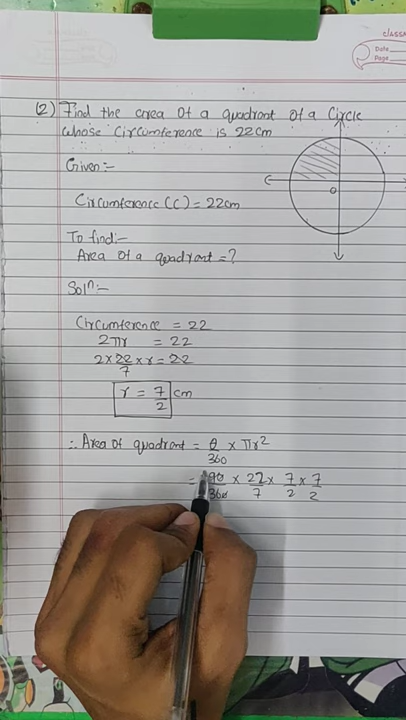 classm
Date
Page
(2) Find the area of a quadrant of a Circle
whose Circumference is 22cm
Given:-
Circumference (C) = 22cm
To find:-
Area of a quadrant = ?
Solⁿ:-
Circumference = 22
2πr = 22
2 × 22/7 × r = 22
r = 7/2 cm
∴ Area of quadrant = θ/360 × πr²
= 90/360 × 22/7 × 7/2 × 7/2
O